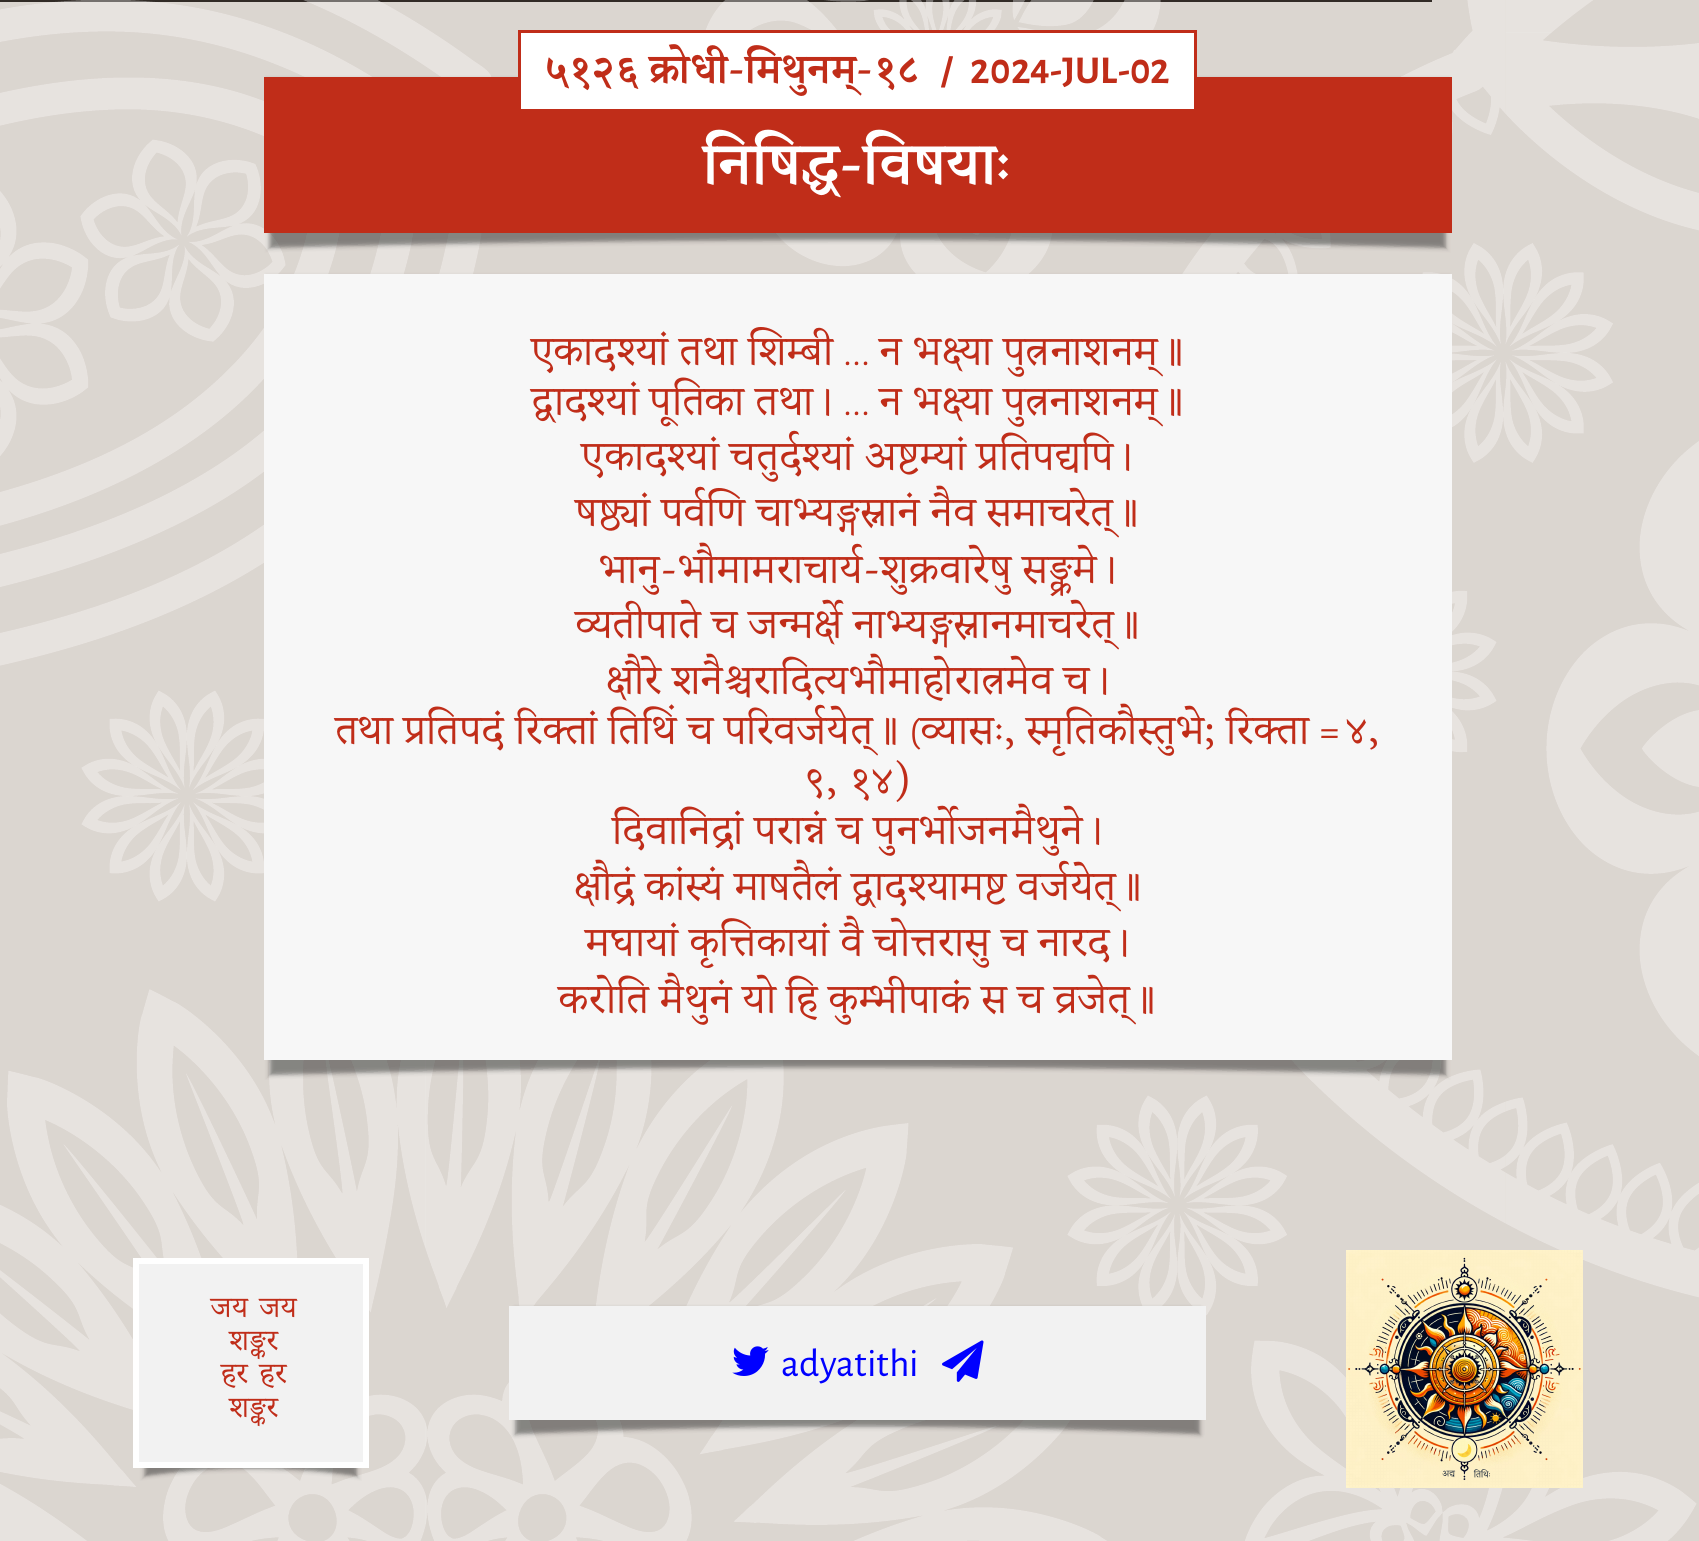 ५१२६ क्रोधी-मिथुनम्-१८ / 2024-JUL-02
निषिद्ध-विषयाः
एकादश्यां तथा शिम्बी ... न भक्ष्या पुत्रनाशनम्॥
द्वादश्यां पूतिका तथा। ... न भक्ष्या पुत्रनाशनम्॥
एकादश्यां चतुर्दश्यां अष्टम्यां प्रतिपद्यपि।
षष्ठ्यां पर्वणि चाभ्यङ्गस्नानं नैव समाचरेत्॥
भानु-भौमामराचार्य-शुक्रवारेषु सङ्क्रमे।
व्यतीपाते च जन्मर्क्षे नाभ्यङ्गस्नानमाचरेत्॥
क्षौरे शनैश्चरादित्यभौमाहोरात्रमेव च।
तथा प्रतिपदं रिक्तां तिथिं च परिवर्जयेत्॥ (व्यासः, स्मृतिकौस्तुभे; रिक्ता = ४,
९, १४)
दिवानिद्रां परान्नं च पुनर्भोजनमैथुने।
क्षौद्रं कांस्यं माषतैलं द्वादश्यामष्ट वर्जयेत्॥
मघायां कृत्तिकायां वै चोत्तरासु च नारद।
करोति मैथुनं यो हि कुम्भीपाकं स च व्रजेत्॥
जय जय
शङ्कर
हर हर
शङ्कर
adyatithi
अद्य तिथिः